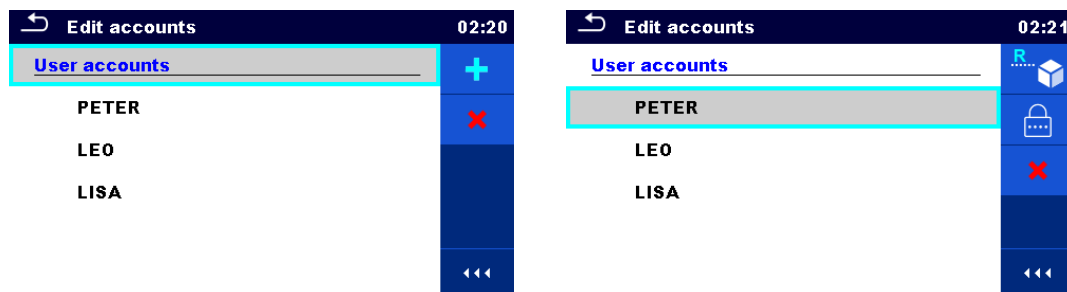 Edit accounts 02:20
User accounts
PETER
LEO
LISA
Edit accounts 02:21
User accounts
R
PETER
LEO
LISA